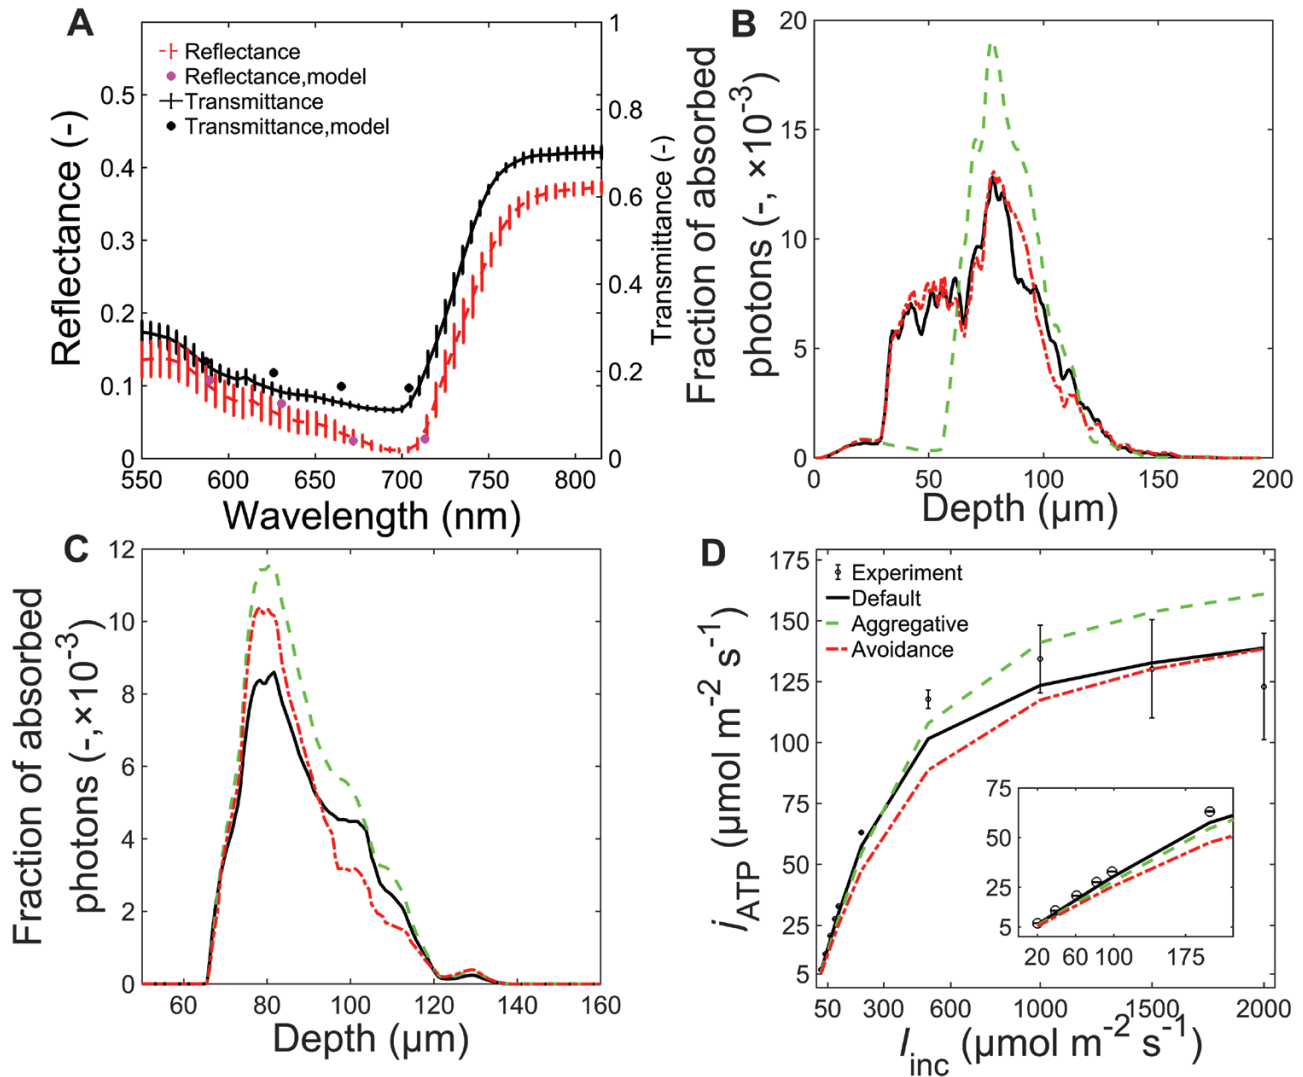 A
Reflectance (-)
0.5
0.4
0.3
0.2
0.1
0
Reflectance
Reflectance,model
Transmittance
Transmittance,model
1
0.8
0.6
0.4
0.2
0
Transmittance (-)
550 600 650 700 750 800
Wavelength (nm)
B
Fraction of absorbed
photons (-, ×10⁻³)
20
15
10
5
0
0 50 100 150 200
Depth (μm)
C
Fraction of absorbed
photons (-,×10⁻³)
12
10
8
6
4
2
0
60 80 100 120 140 160
Depth (μm)
D
jATP (μmol m⁻² s⁻¹)
175
150
125
100
75
50
25
5
Experiment
Default
Aggregative
Avoidance
75
50
25
5
20 60 100 175
50 300 600 1000 1500 2000
Iinc (μmol m⁻² s⁻¹)